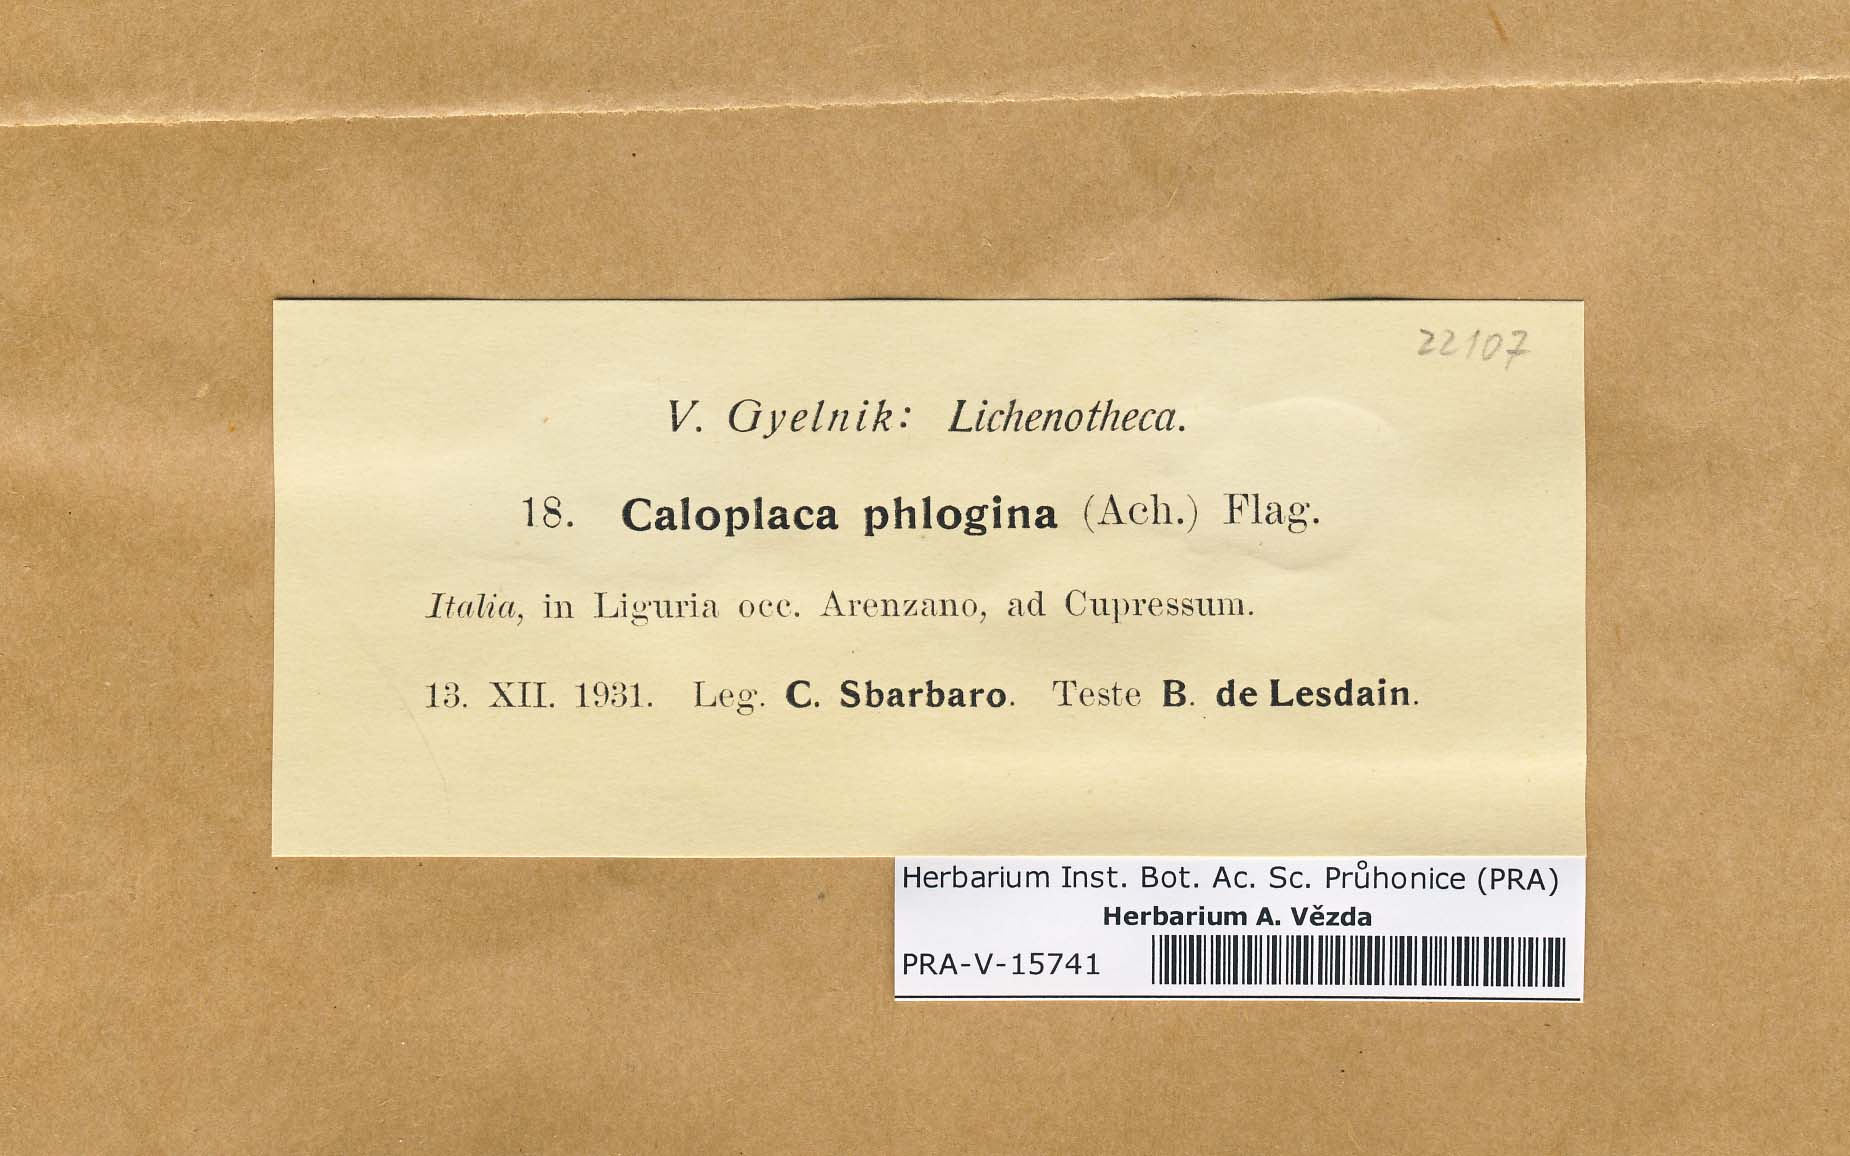 22107
V. Gyelnik: Lichenotheca.
18. Caloplaca phlogina (Ach.) Flag.
Italia, in Liguria occ. Arenzano, ad Cupressum.
13. XII. 1931. Leg. C. Sbarbaro. Teste B. de Lesdain.
Herbarium Inst. Bot. Ac. Sc. Průhonice (PRA)
Herbarium A. Vězda
PRA-V-15741